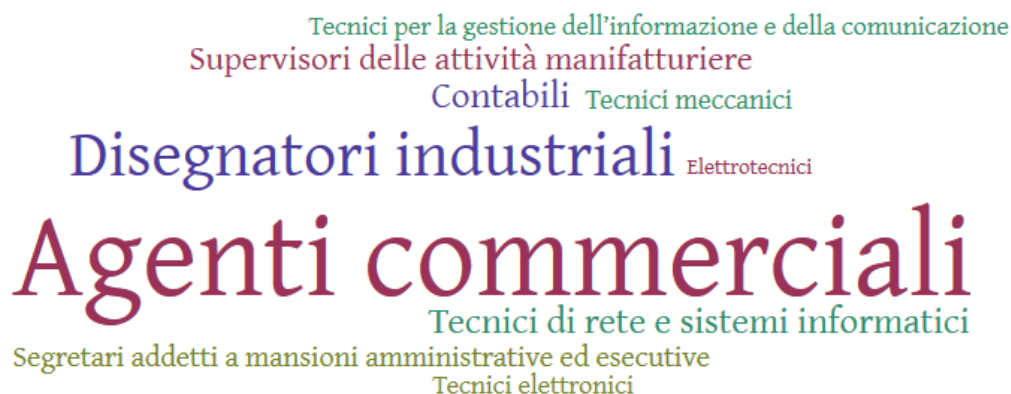 Tecnici per la gestione dell’informazione e della comunicazione
Supervisori delle attività manifatturiere
Contabili Tecnici meccanici
Disegnatori industriali Elettrotecnici
Agenti commerciali
Tecnici di rete e sistemi informatici
Segretari addetti a mansioni amministrative ed esecutive
Tecnici elettronici